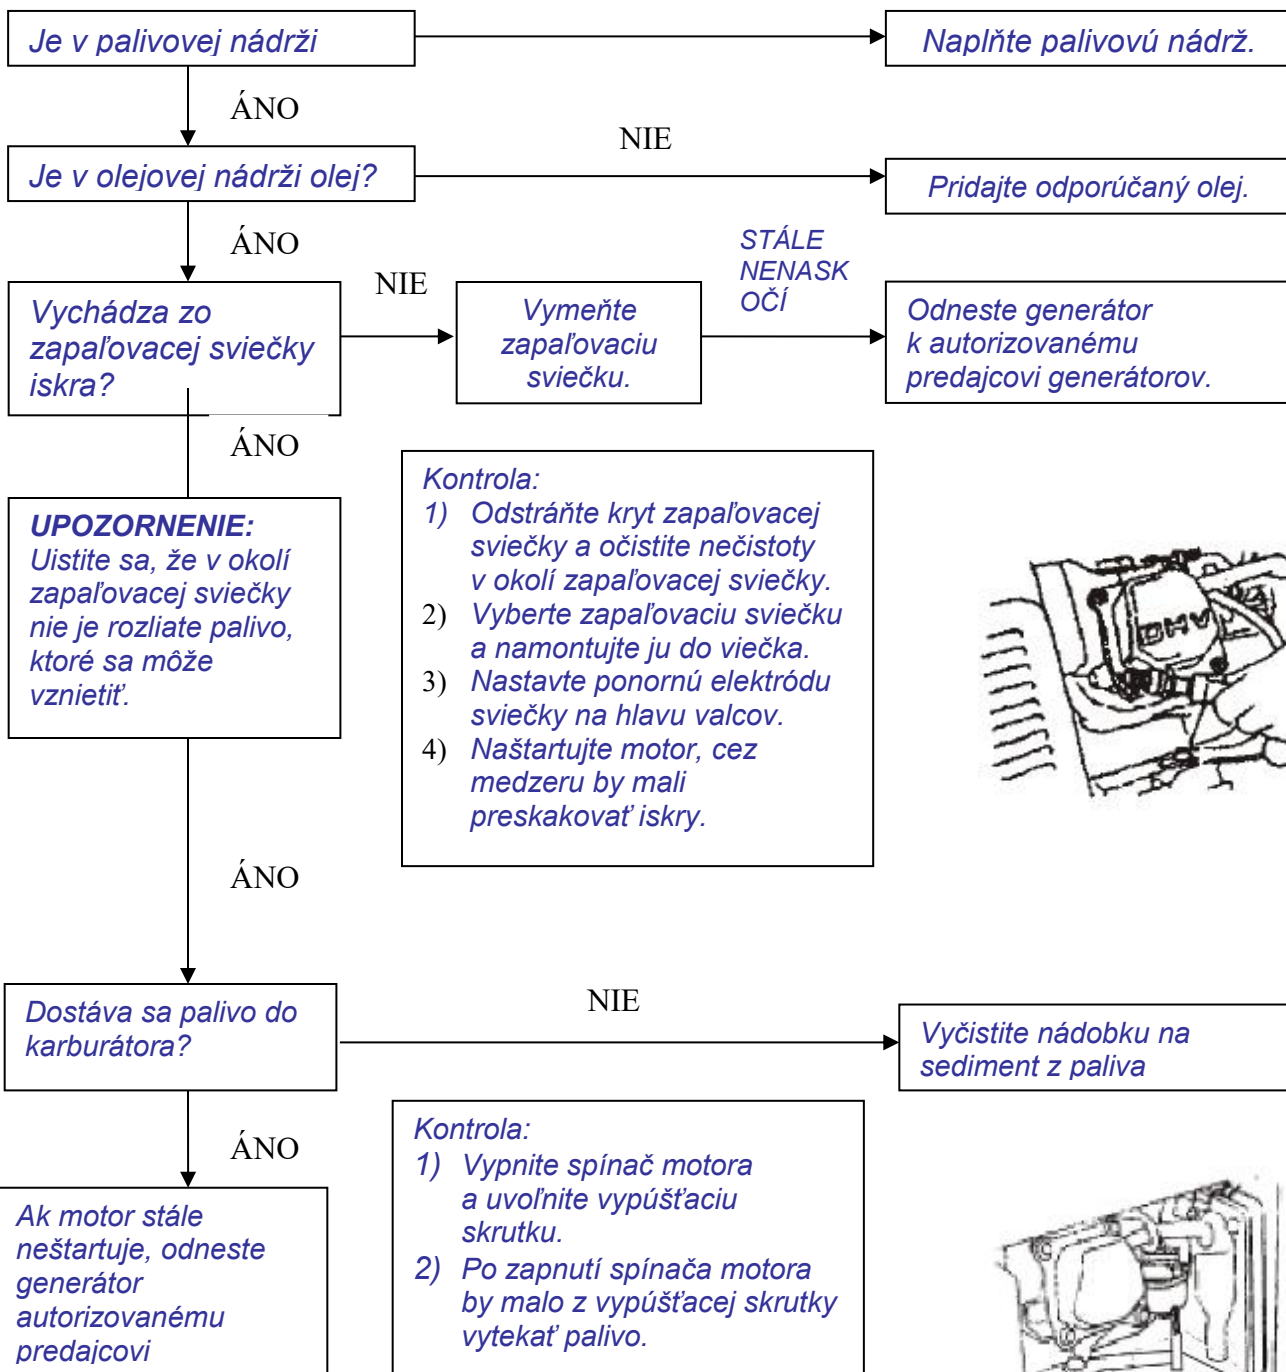 Je v palivovej nádrži
Naplňte palivovú nádrž.
ÁNO
NIE
Je v olejovej nádrži olej?
Pridajte odporúčaný olej.
ÁNO
NIE
STÁLE
NENASK
OČÍ
Vychádza zo
zapaľovacej sviečky
iskra?
Vymeňte
zapaľovaciu
sviečku.
Odneste generátor
k autorizovanému
predajcovi generátorov.
ÁNO
UPOZORNENIE:
Uistite sa, že v okolí
zapaľovacej sviečky
nie je rozliate palivo,
ktoré sa môže
vznietiť.
Kontrola:
1) Odstráňte kryt zapaľovacej
sviečky a očistite nečistoty
v okolí zapaľovacej sviečky.
2) Vyberte zapaľovaciu sviečku
a namontujte ju do viečka.
3) Nastavte ponornú elektródu
sviečky na hlavu valcov.
4) Naštartujte motor, cez
medzeru by mali
preskakovať iskry.
OHV
ÁNO
NIE
Dostáva sa palivo do
karburátora?
Vyčistite nádobku na
sediment z paliva
ÁNO
Ak motor stále
neštartuje, odneste
generátor
autorizovanému
predajcovi
Kontrola:
1) Vypnite spínač motora
a uvoľnite vypúšťaciu
skrutku.
2) Po zapnutí spínača motora
by malo z vypúšťacej skrutky
vytekať palivo.